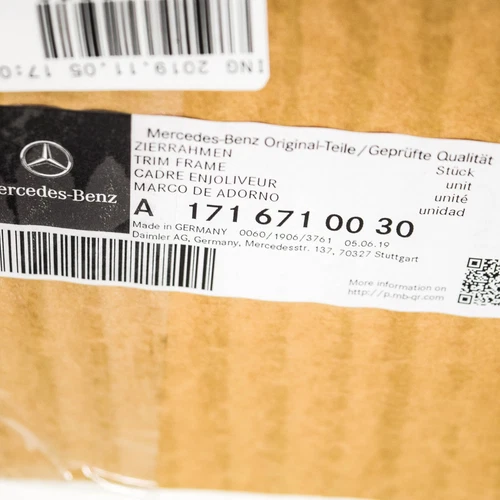 ING 2019.11.05 17:0
Mercedes-Benz Original-Teile/Geprüfte Qualität
ZIERRAHMEN Stück
TRIM FRAME unit
CADRE ENJOLIVEUR unité
MARCO DE ADORNO unidad
ercedes-Benz
A 171 671 00 30
Made in GERMANY 0060/1906/3761 05.06.19
Daimler AG, Germany, Mercedesstr. 137, 70327 Stuttgart
More information on
http://p.mb-qr.com